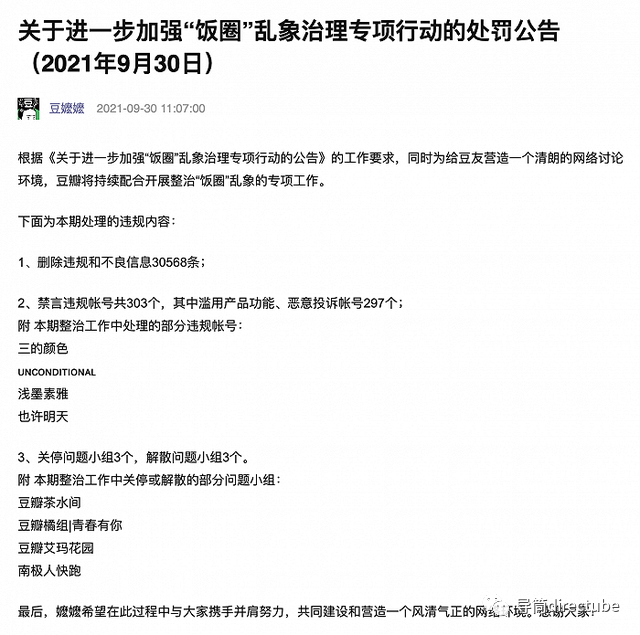 关于进一步加强“饭圈”乱象治理专项行动的处罚公告
（2021年9月30日）
豆嬷嬷 2021-09-30 11:07:00
根据《关于进一步加强“饭圈”乱象治理专项行动的公告》的工作要求，同时为给豆友营造一个清朗的网络讨论
环境，豆瓣将持续配合开展整治“饭圈”乱象的专项工作。
下面为本期处理的违规内容：
1、删除违规和不良信息30568条；
2、禁言违规帐号共303个，其中滥用产品功能、恶意投诉帐号297个；
附 本期整治工作中处理的部分违规帐号：
三的颜色
UNCONDITIONAL
浅墨素雅
也许明天
3、关停问题小组3个，解散问题小组3个。
附 本期整治工作中关停或解散的部分问题小组：
豆瓣茶水间
豆瓣橘组|青春有你
豆瓣艾玛花园
南极人快跑
最后，嬷嬷希望在此过程中与大家携手并肩努力，共同建设和营造一个风清气正的网络环境。感谢大家！
导筒directube